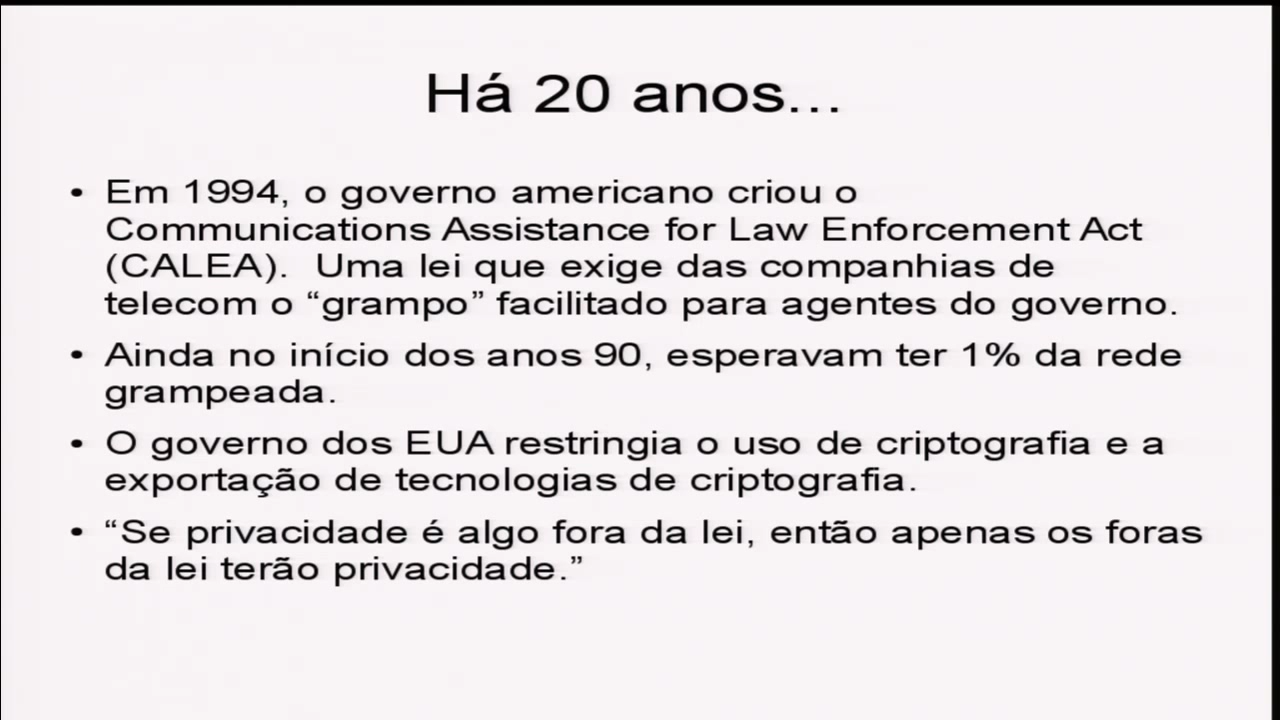 Há 20 anos...
• Em 1994, o governo americano criou o
Communications Assistance for Law Enforcement Act
(CALEA).  Uma lei que exige das companhias de
telecom o “grampo” facilitado para agentes do governo.
• Ainda no início dos anos 90, esperavam ter 1% da rede
grampeada.
• O governo dos EUA restringia o uso de criptografia e a
exportação de tecnologias de criptografia.
• “Se privacidade é algo fora da lei, então apenas os foras
da lei terão privacidade.”